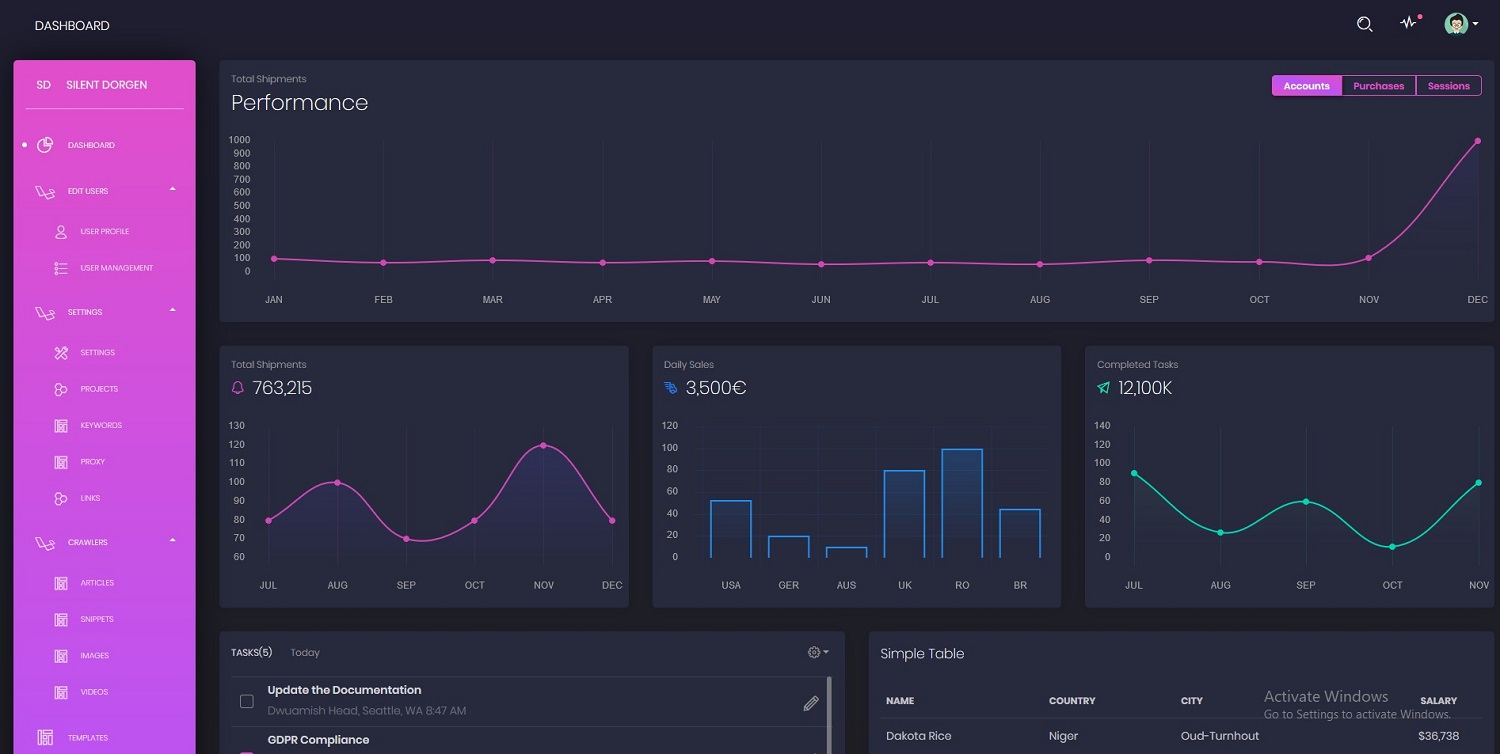 DASHBOARD
SD SILENT DORGEN
DASHBOARD
EDIT USERS
USER PROFILE
USER MANAGEMENT
SETTINGS
SETTINGS
PROJECTS
KEYWORDS
PROXY
LINKS
CRAWLERS
ARTICLES
SNIPPETS
IMAGES
VIDEOS
TEMPLATES
Total Shipments
Performance
Accounts Purchases Sessions
1000
900
800
700
600
500
400
300
200
100
0
JAN FEB MAR APR MAY JUN JUL AUG SEP OCT NOV DEC
Total Shipments
763,215
130
120
110
100
90
80
70
60
JUL AUG SEP OCT NOV DEC
Daily Sales
3,500€
120
100
80
60
40
20
0
USA GER AUS UK RO BR
Completed Tasks
12,100K
140
120
100
80
60
40
20
0
JUL AUG SEP OCT NOV
TASKS(5) Today
Update the Documentation
Dwuamish Head, Seattle, WA 8:47 AM
GDPR Compliance
Simple Table
NAME COUNTRY CITY SALARY
Dakota Rice Niger Oud-Turnhout $36,738
Activate Windows
Go to Settings to activate Windows.